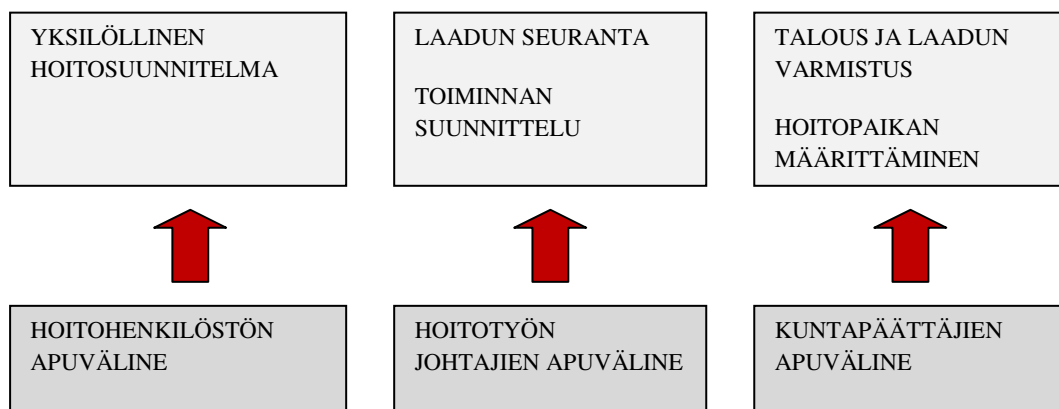 YKSILÖLLINEN
HOITOSUUNNITELMA
LAADUN SEURANTA
TOIMINNAN
SUUNNITTELU
TALOUS JA LAADUN
VARMISTUS
HOITOPAIKAN
MÄÄRITTÄMINEN
HOITOHENKILÖSTÖN
APUVÄLINE
HOITOTYÖN
JOHTAJIEN APUVÄLINE
KUNTAPÄÄTTÄJIEN
APUVÄLINE